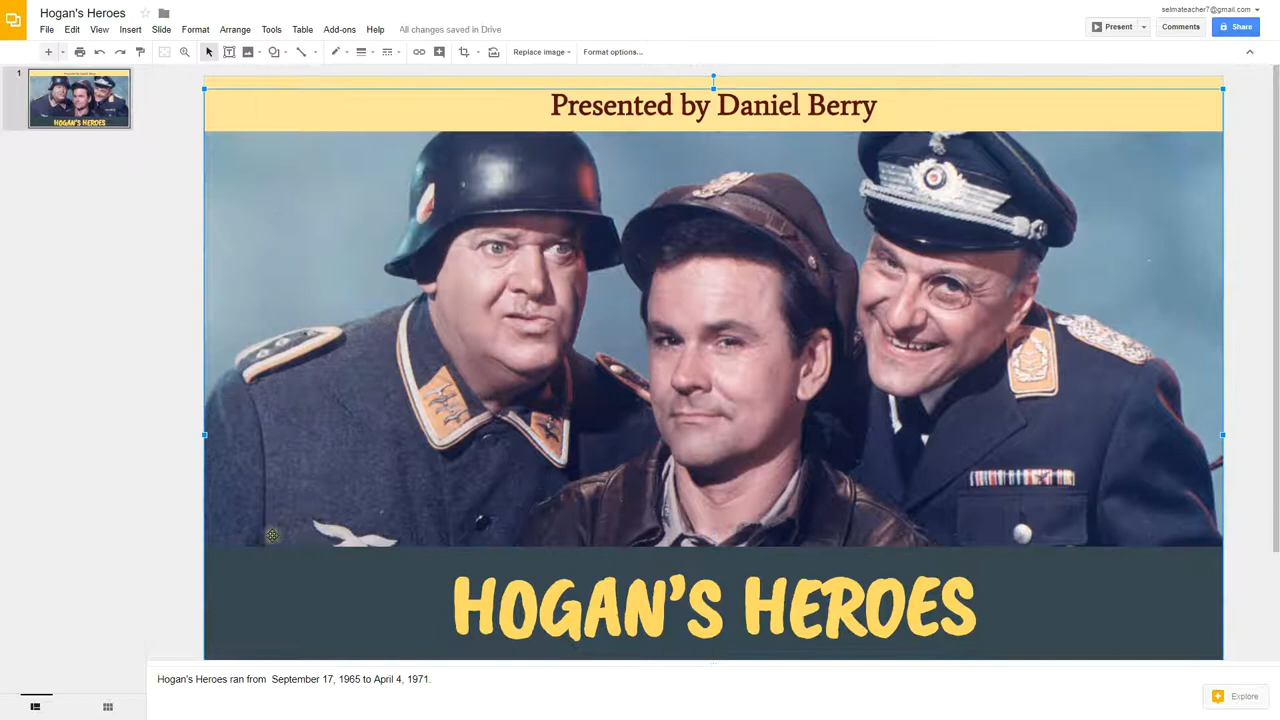 Hogan's Heroes
selmateacher7@gmail.com
File Edit View Insert Slide Format Arrange Tools Table Add-ons Help All changes saved in Drive
Present Comments Share
Replace image Format options...
1
Presented by Daniel Berry
HOGAN'S HEROES
Hogan's Heroes ran from September 17, 1965 to April 4, 1971.
Explore